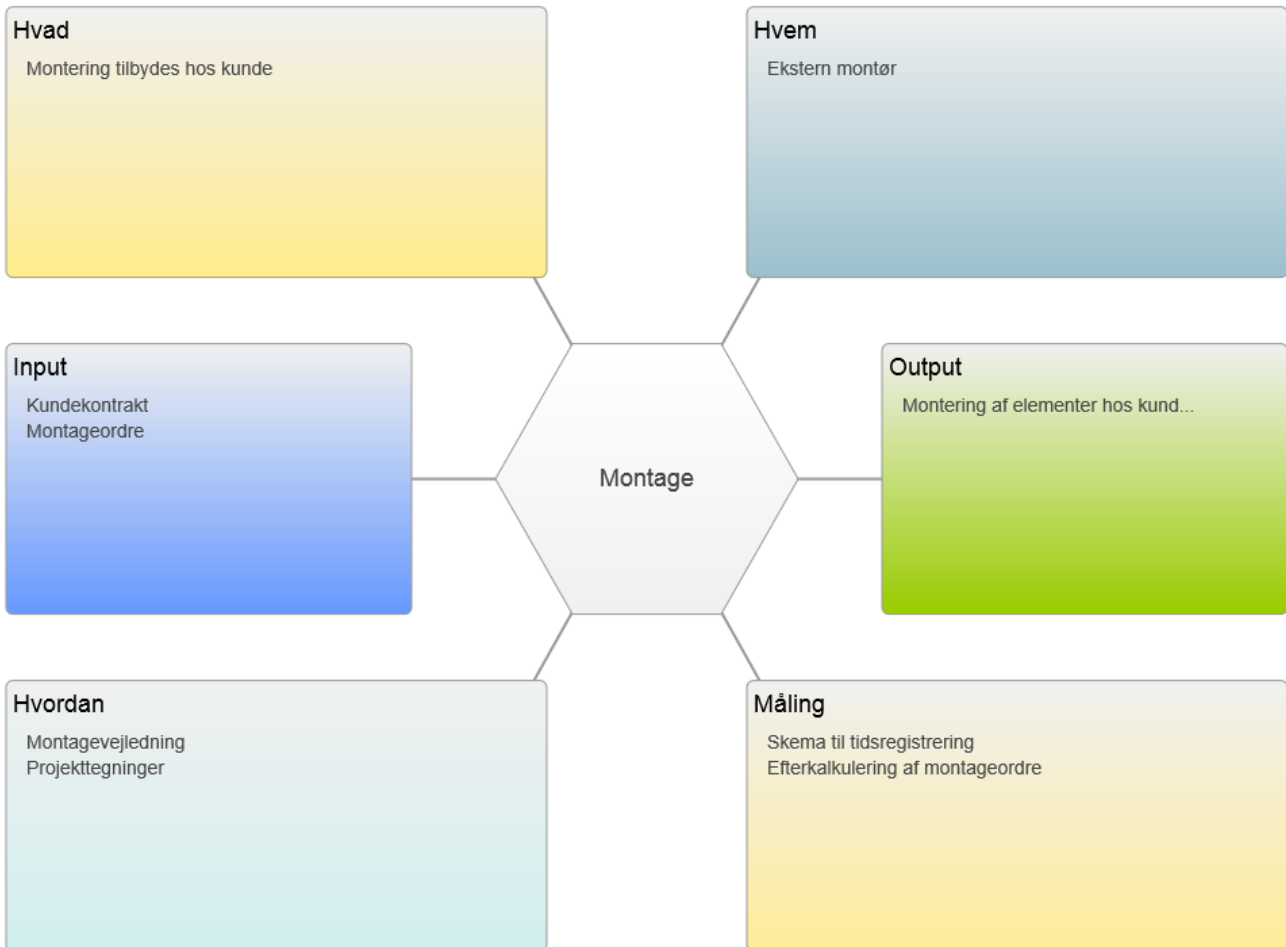 Hvad
Montering tilbydes hos kunde
Hvem
Ekstern montør
Input
Kundekontrakt
Montageordre
Montage
Output
Montering af elementer hos kund...
Hvordan
Montagevejledning
Projekttegninger
Måling
Skema til tidsregistrering
Efterkalkulering af montageordre